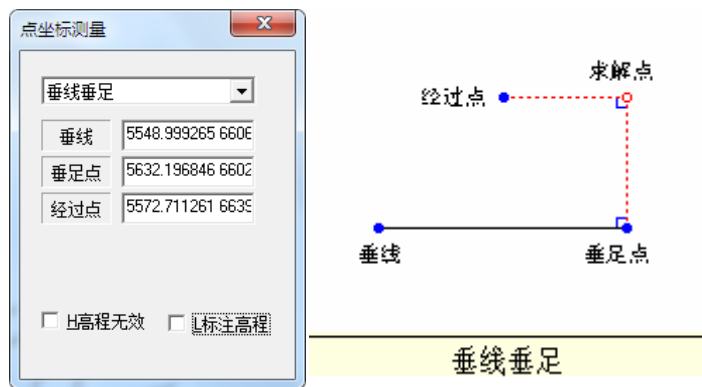 点坐标测量
垂线垂足
垂线 5548.999265 6606
垂足点 5632.196846 6602
经过点 5572.711261 6639
H高程无效 L标注高程
求解点
经过点
垂线 垂足点
垂线垂足